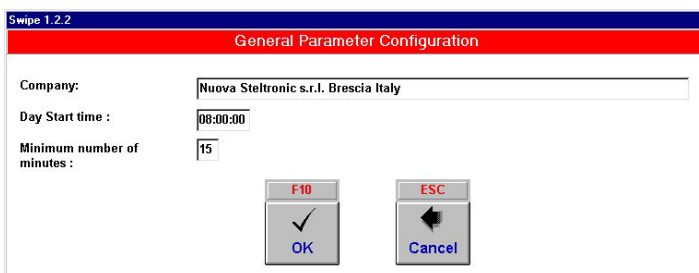 Swipe 1.2.2
General Parameter Configuration
Company:
Nuova Steltronic s.r.l. Brescia Italy
Day Start time :
08:00:00
Minimum number of
minutes :
15
F10
ESC
OK
Cancel